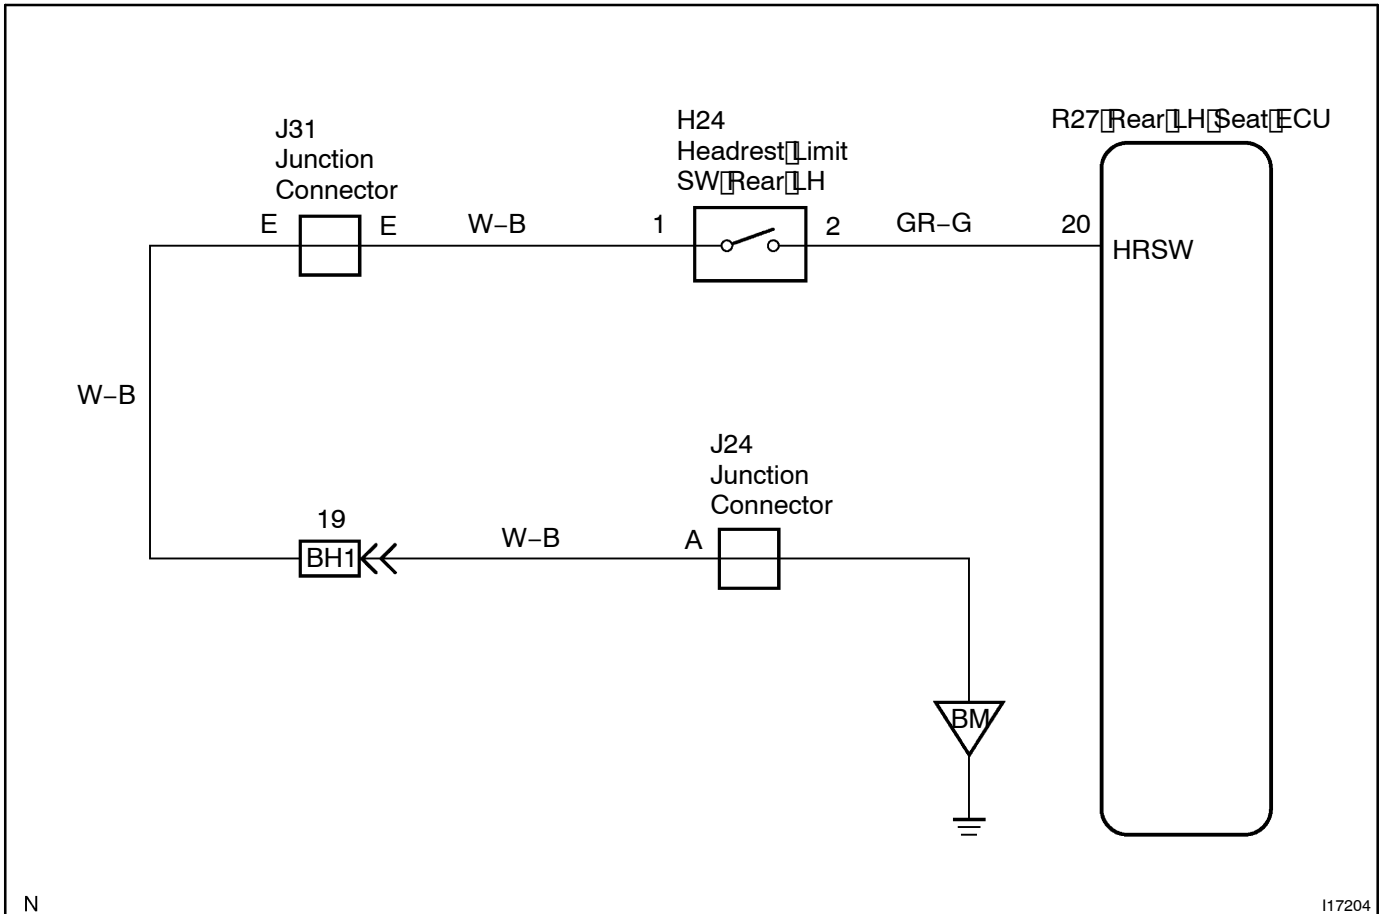 J31
Junction
Connector
H24
Headrest▯Limit
SW▯Rear▯LH
R27▯Rear▯LH▯Seat▯ECU
E
E
W–B
1
2
GR–G
20
HRSW
W–B
J24
Junction
Connector
19
BH1
W–B
A
BM
N
I17204